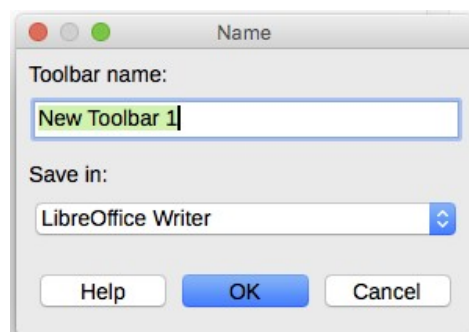 Name
Toolbar name:
New Toolbar 1
Save in:
LibreOffice Writer
Help OK Cancel